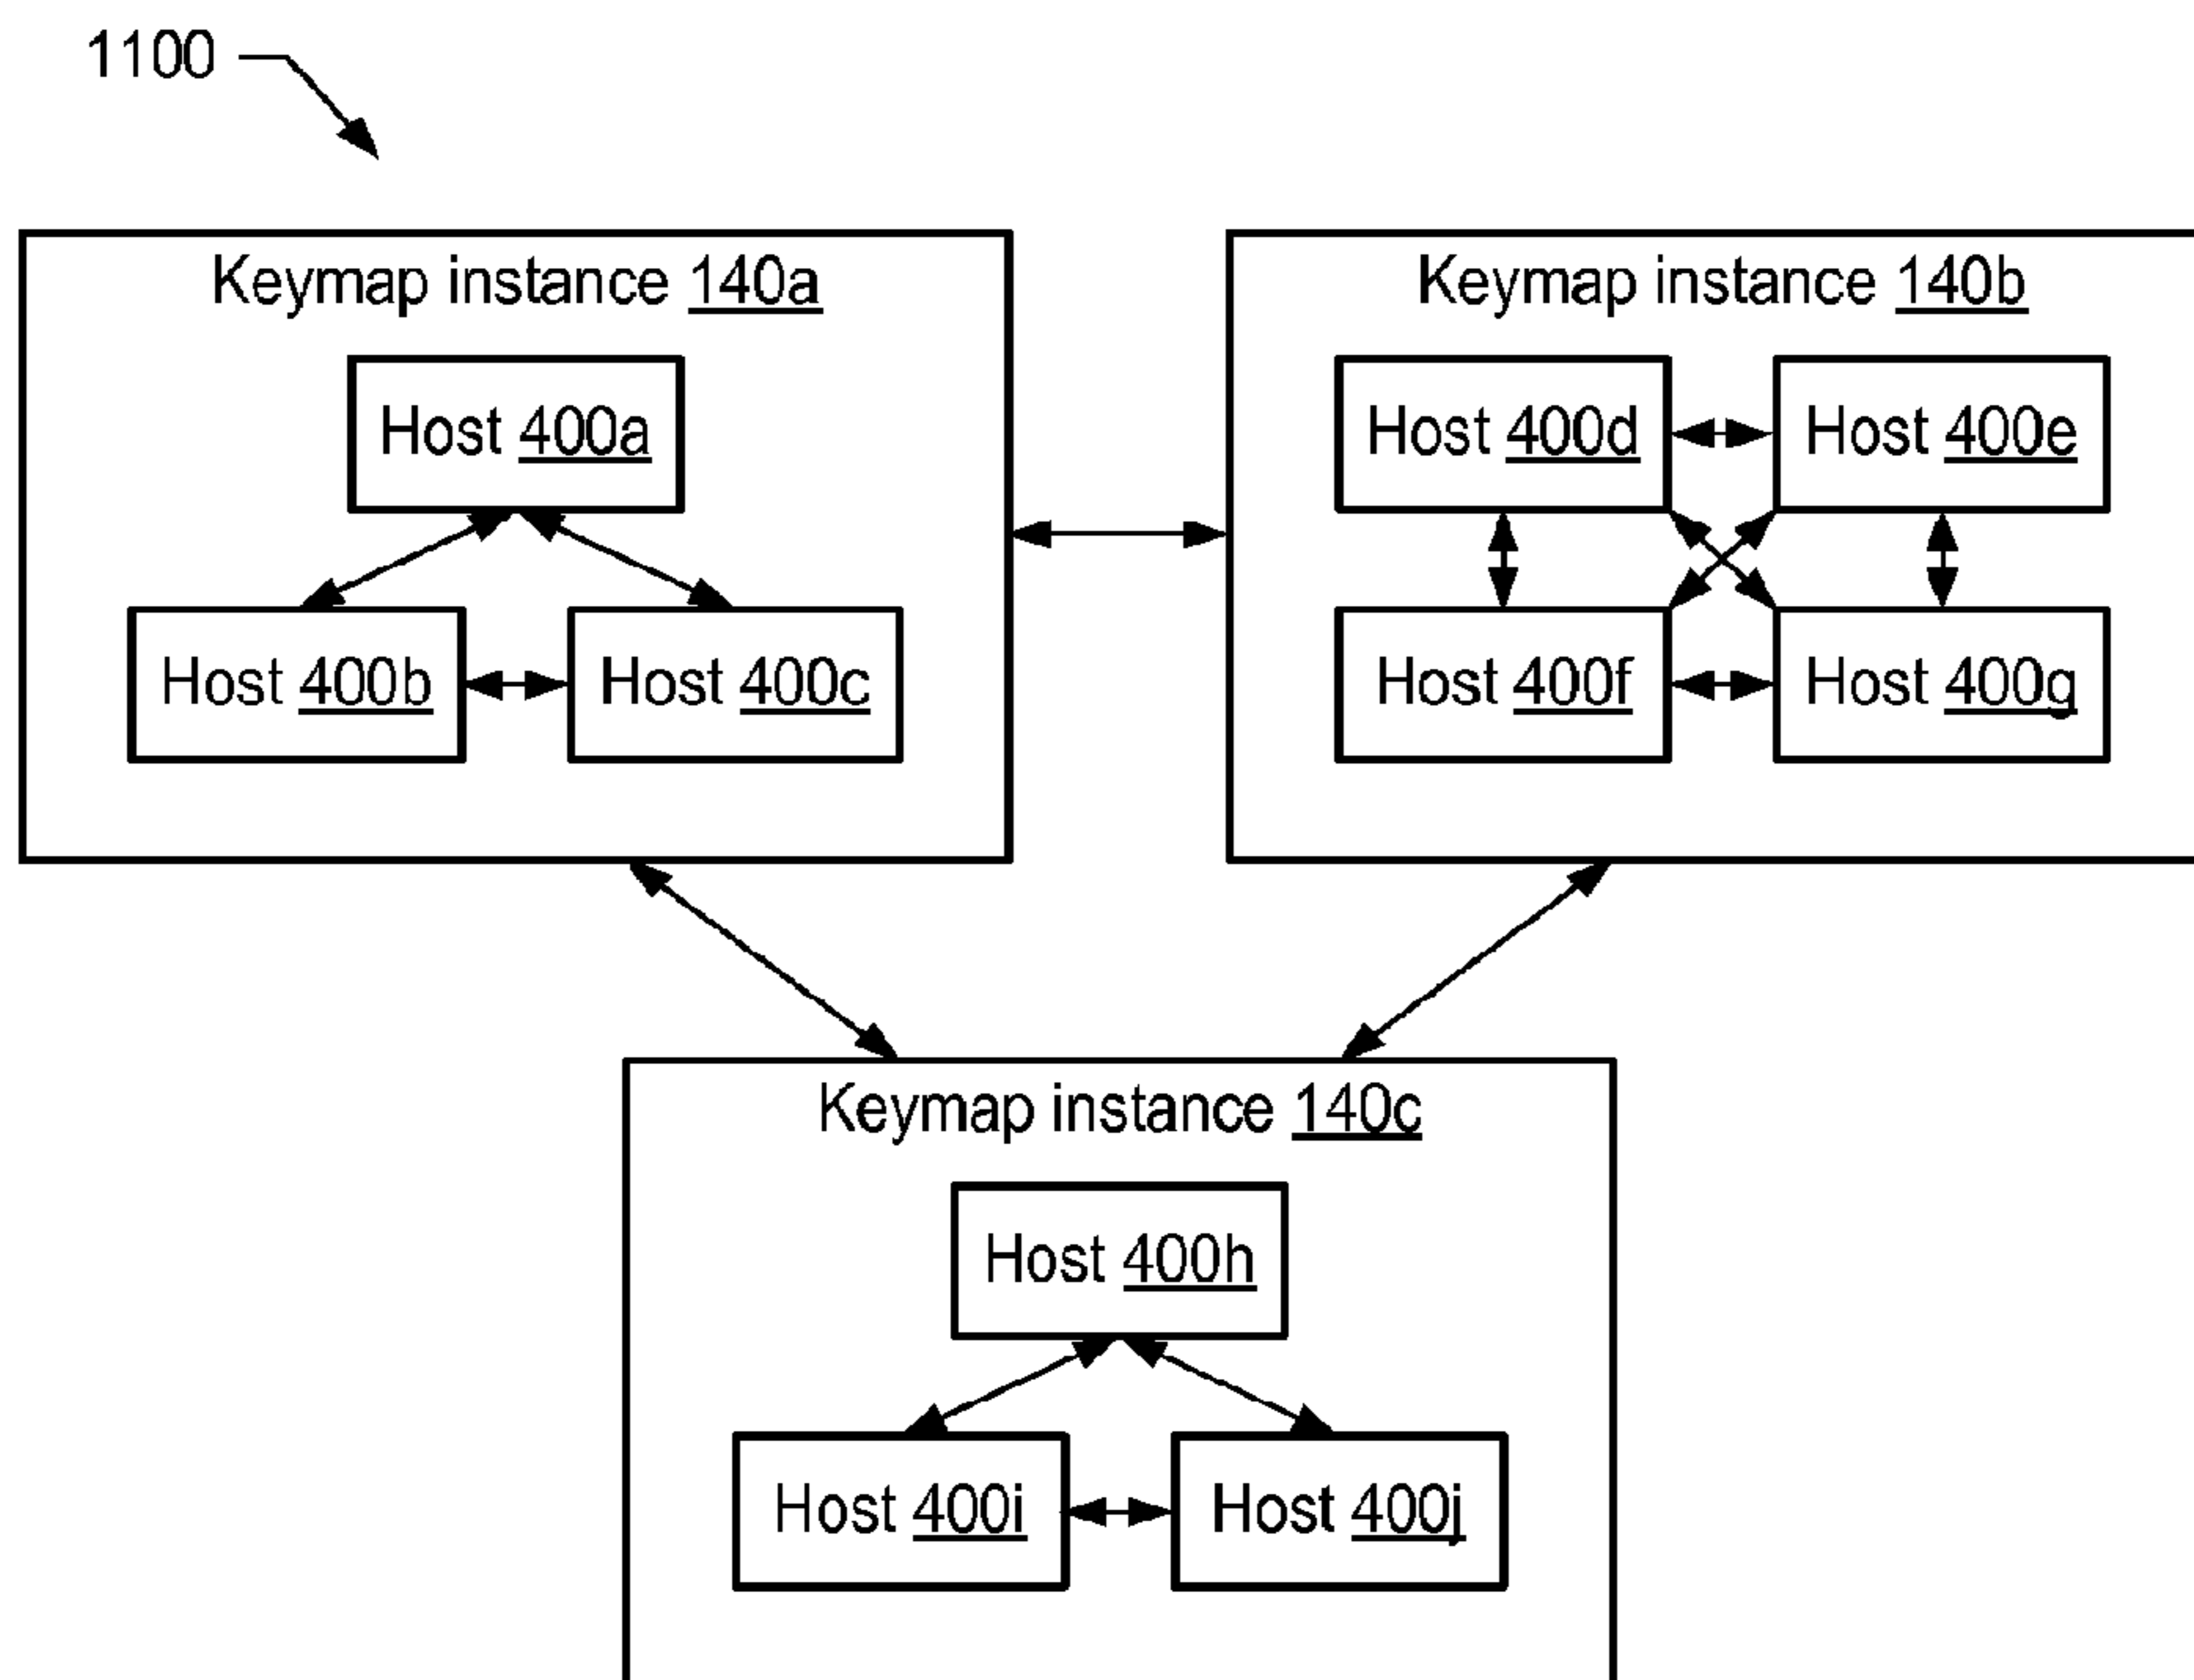 1100
Keymap instance 140a
Host 400a
Host 400b
Host 400c
Keymap instance 140b
Host 400d
Host 400e
Host 400f
Host 400g
Keymap instance 140c
Host 400h
Host 400i
Host 400j